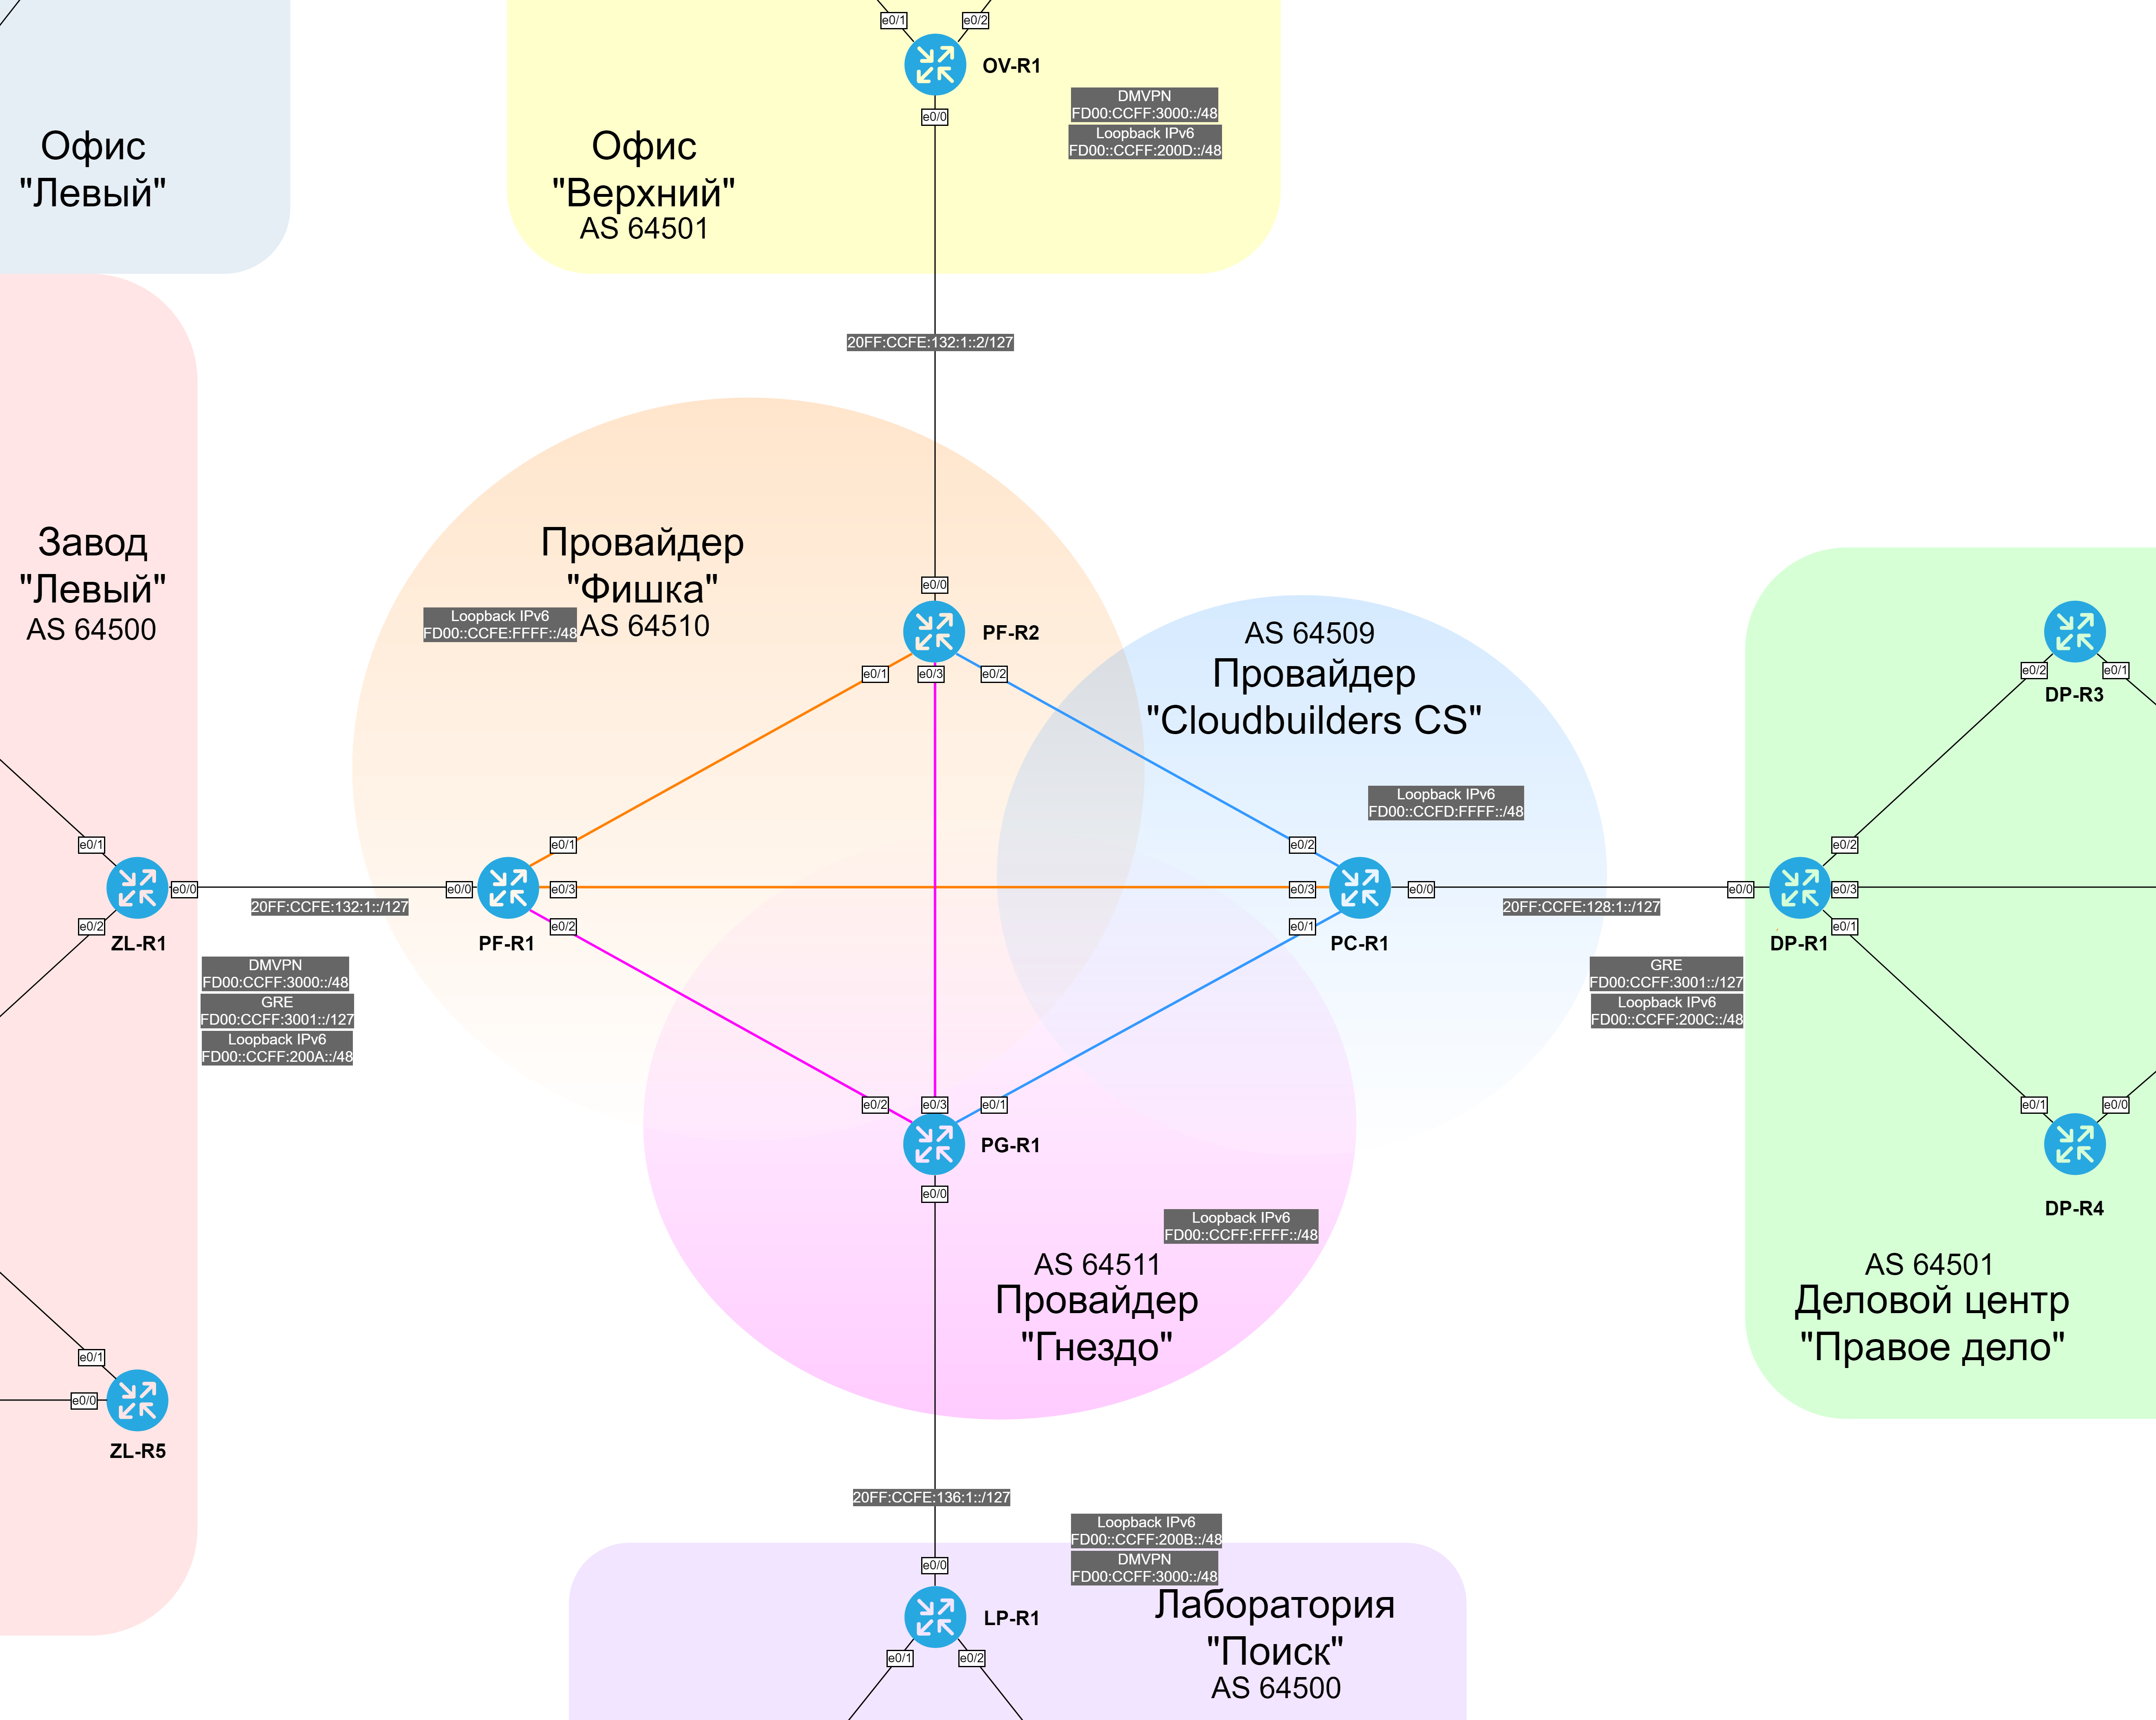 e0/1
e0/2
OV-R1
e0/0
DMVPN
FD00:CCFF:3000::/48
Loopback IPv6
FD00::CCFF:200D::/48
Офис
"Левый"
Офис
"Верхний"
AS 64501
20FF:CCFE:132:1::2/127
Завод
"Левый"
AS 64500
Провайдер
"Фишка"
AS 64510
Loopback IPv6
FD00::CCFE:FFFF::/48
e0/0
PF-R2
e0/1
e0/3
e0/2
AS 64509
Провайдер
"Cloudbuilders CS"
Loopback IPv6
FD00::CCFD:FFFF::/48
e0/2
e0/1
DP-R3
e0/1
e0/0
e0/2
ZL-R1
20FF:CCFE:132:1::/127
e0/0
e0/1
e0/3
e0/2
PF-R1
e0/2
e0/3
e0/1
e0/0
PC-R1
20FF:CCFE:128:1::/127
e0/0
e0/2
e0/3
e0/1
DP-R1
DMVPN
FD00:CCFF:3000::/48
GRE
FD00:CCFF:3001::/127
Loopback IPv6
FD00::CCFF:200A::/48
GRE
FD00:CCFF:3001::/127
Loopback IPv6
FD00::CCFF:200C::/48
e0/2
e0/3
e0/1
PG-R1
e0/0
e0/1
e0/0
DP-R4
Loopback IPv6
FD00::CCFF:FFFF::/48
AS 64511
Провайдер
"Гнездо"
AS 64501
Деловой центр
"Правое дело"
e0/1
e0/0
ZL-R5
20FF:CCFE:136:1::/127
Loopback IPv6
FD00::CCFF:200B::/48
DMVPN
FD00:CCFF:3000::/48
e0/0
LP-R1
e0/1
e0/2
Лаборатория
"Поиск"
AS 64500